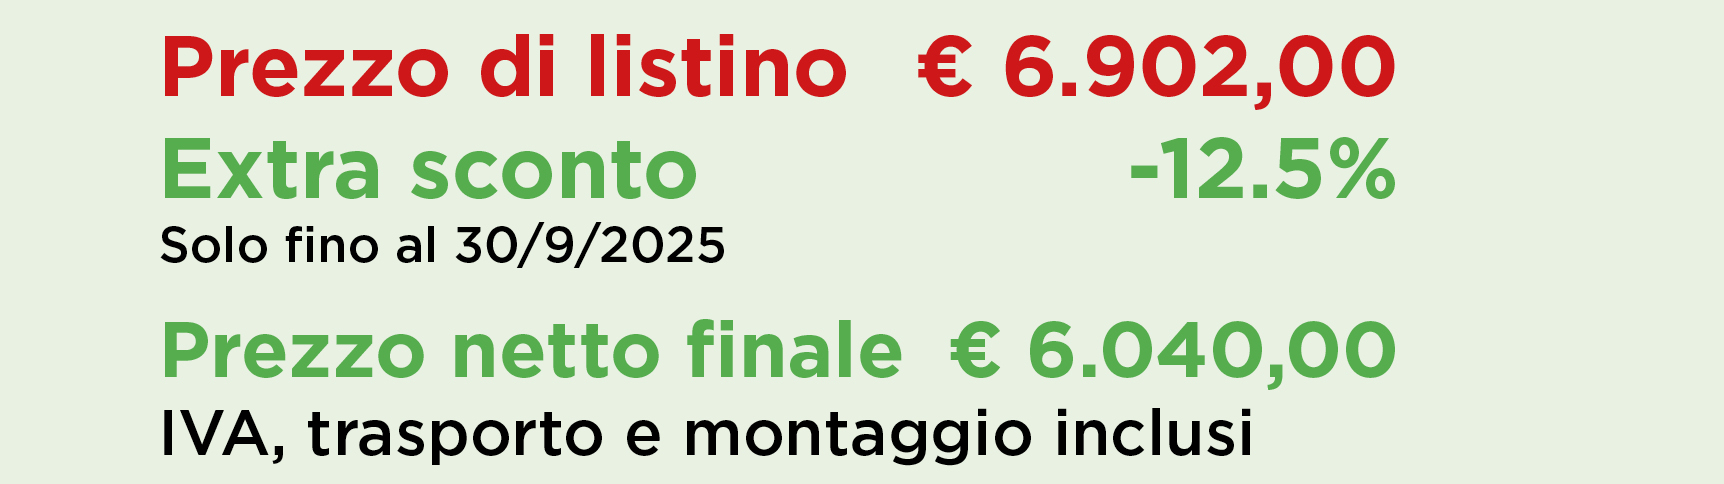 Prezzo di listino € 6.902,00
Extra sconto -12.5%
Solo fino al 30/9/2025
Prezzo netto finale € 6.040,00
IVA, trasporto e montaggio inclusi